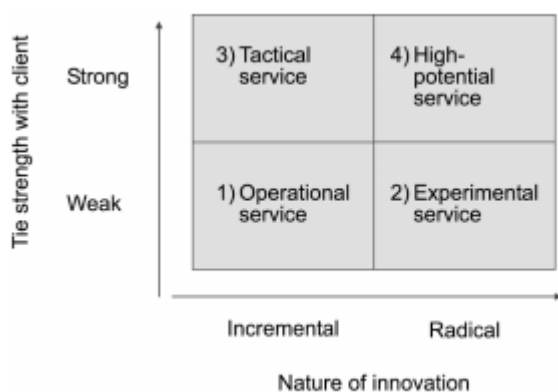 Tie strength with client
Strong
3) Tactical
service
4) High-
potential
service
Weak
1) Operational
service
2) Experimental
service
Incremental
Radical
Nature of innovation